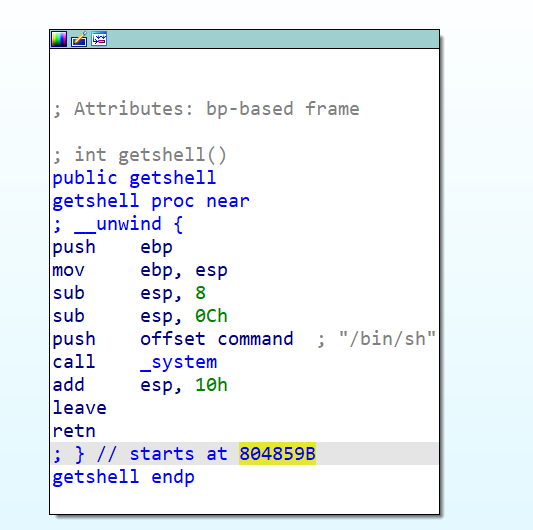 ; Attributes: bp-based frame
; int getshell()
public getshell
getshell proc near
; __unwind {
push    ebp
mov     ebp, esp
sub     esp, 8
sub     esp, 0Ch
push    offset command  ; "/bin/sh"
call    _system
add     esp, 10h
leave
retn
; } // starts at 804859B
getshell endp